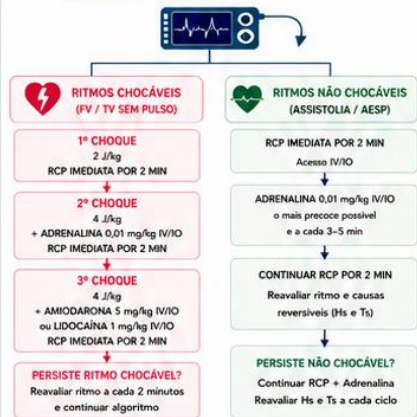 RITMOS CHOCÁVEIS
(FV / TV SEM PULSO)
1º CHOQUE
2 J/kg
RCP IMEDIATA POR 2 MIN
2º CHOQUE
4 J/kg
+ ADRENALINA 0,01 mg/kg IV/IO
RCP IMEDIATA POR 2 MIN
3º CHOQUE
4 J/kg
+ AMIODARONA 5 mg/kg IV/IO
ou LIDOCAÍNA 1 mg/kg IV/IO
RCP IMEDIATA POR 2 MIN
PERSISTE RITMO CHOCÁVEL?
Reavaliar ritmo a cada 2 minutos
e continuar algoritmo
RITMOS NÃO CHOCÁVEIS
(ASSISTOLIA / AESP)
RCP IMEDIATA POR 2 MIN
Acesso IV/IO
ADRENALINA 0,01 mg/kg IV/IO
o mais precoce possível
e a cada 3–5 min
CONTINUAR RCP POR 2 MIN
Reavaliar ritmo e causas
reversíveis (Hs e Ts)
PERSISTE NÃO CHOCÁVEL?
Continuar RCP + Adrenalina
Reavaliar Hs e Ts a cada ciclo